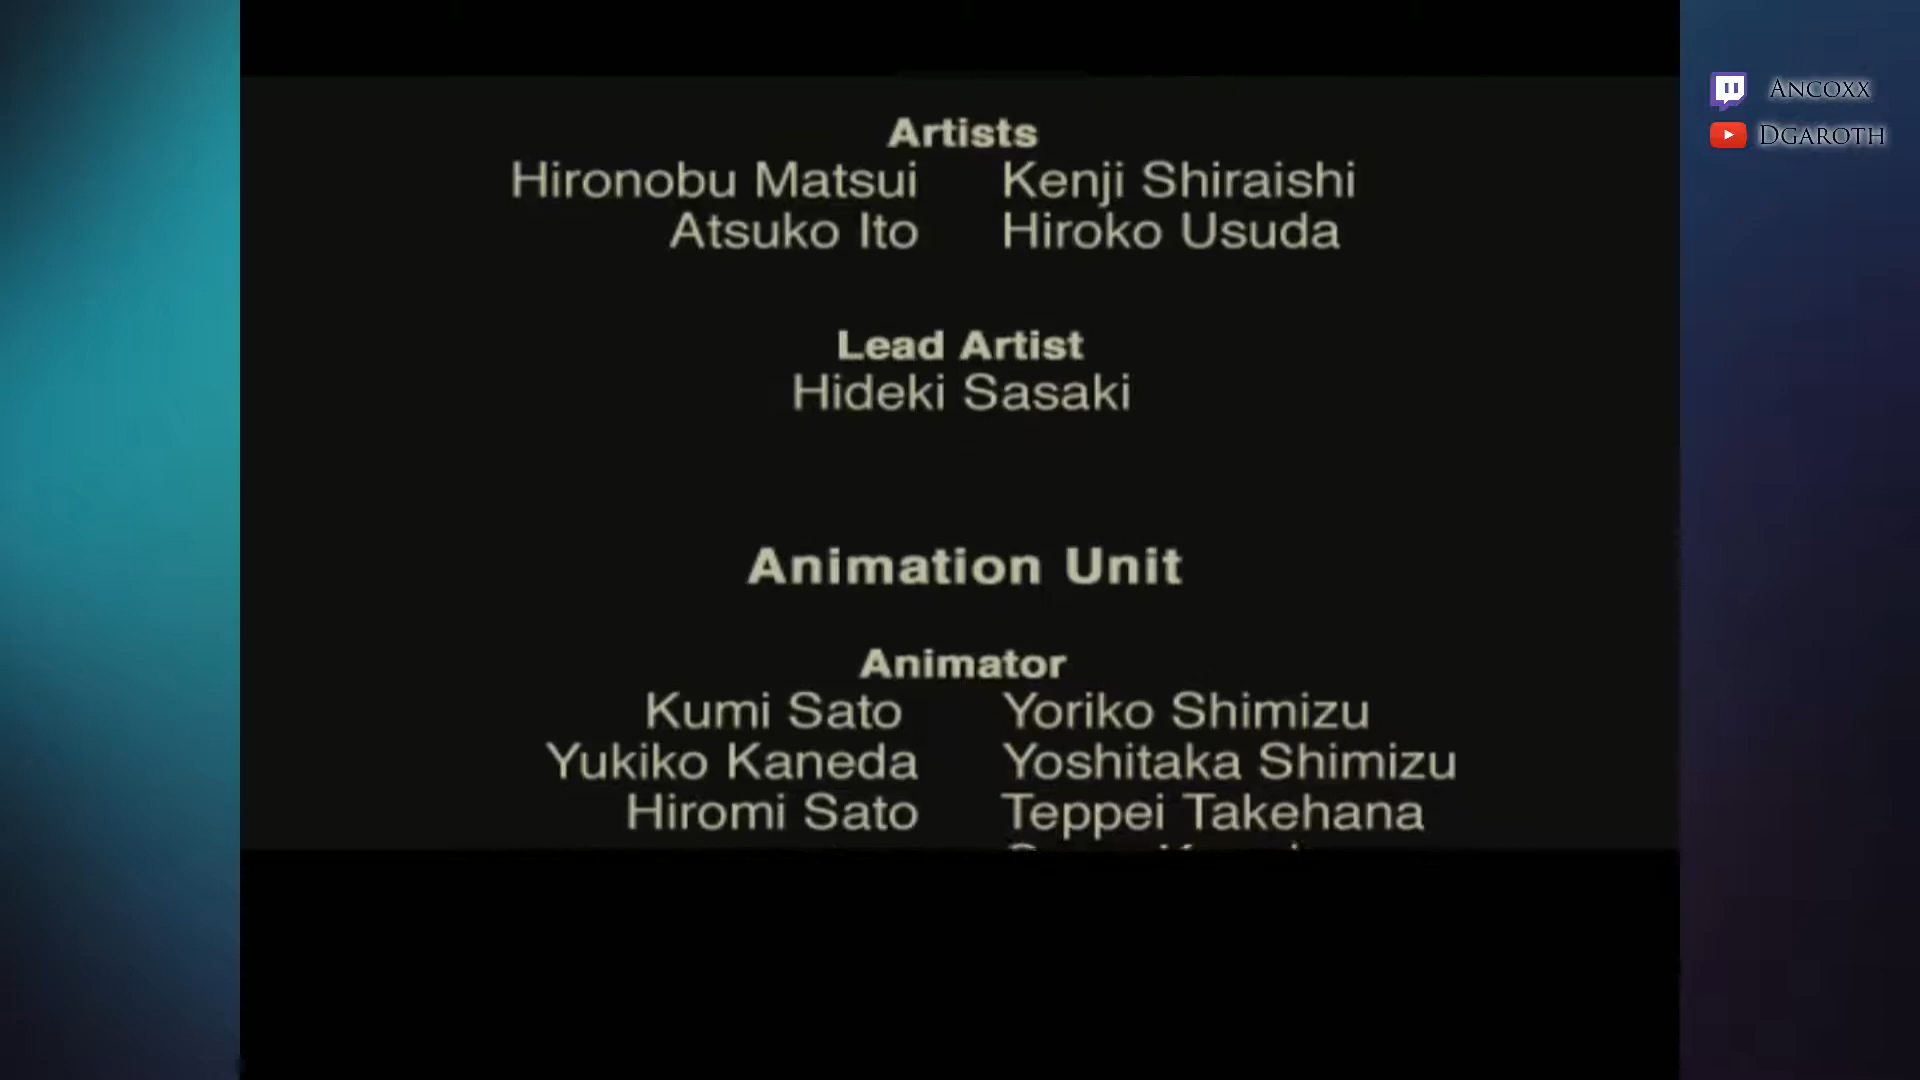 Artists
Hironobu Matsui Kenji Shiraishi
Atsuko Ito Hiroko Usuda
Lead Artist
Hideki Sasaki
Animation Unit
Animator
Kumi Sato Yoriko Shimizu
Yukiko Kaneda Yoshitaka Shimizu
Hiromi Sato Teppei Takehana
Ancoxx
Dgaroth